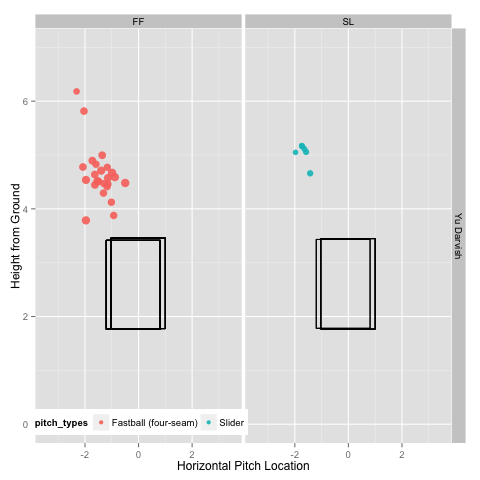 FF
SL
6
4
2
0
Height from Ground
Yu Darvish
pitch_types
Fastball (four-seam)
Slider
-2
0
2
-2
0
2
Horizontal Pitch Location